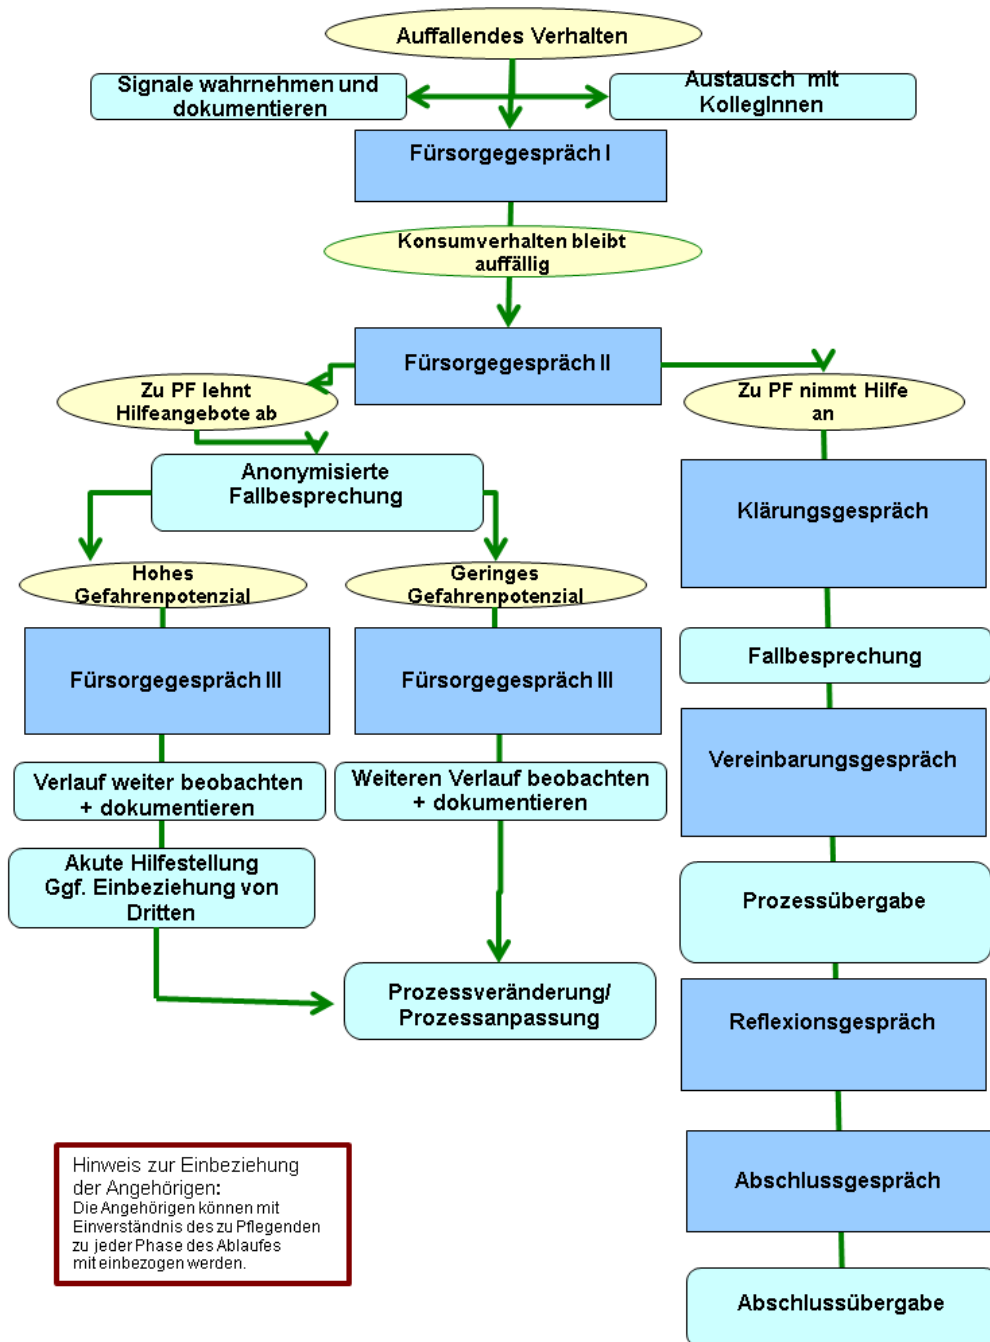 Auffallendes Verhalten
Signale wahrnehmen und
dokumentieren
Austausch mit
KollegInnen
Fürsorgegespräch I
Konsumverhalten bleibt
auffällig
Fürsorgegespräch II
Zu PF lehnt
Hilfeangebote ab
Zu PF nimmt Hilfe
an
Anonymisierte
Fallbesprechung
Klärungsgespräch
Hohes
Gefahrenpotenzial
Geringes
Gefahrenpotenzial
Fallbesprechung
Fürsorgegespräch III
Fürsorgegespräch III
Vereinbarungsgespräch
Verlauf weiter beobachten
+ dokumentieren
Weiteren Verlauf beobachten
+ dokumentieren
Akute Hilfestellung
Ggf. Einbeziehung von
Dritten
Prozessübergabe
Prozessveränderung/
Prozessanpassung
Reflexionsgespräch
Hinweis zur Einbeziehung
der Angehörigen:
Die Angehörigen können mit
Einverständnis des zu Pflegenden
zu jeder Phase des Ablaufes
mit einbezogen werden.
Abschlussgespräch
Abschlussübergabe